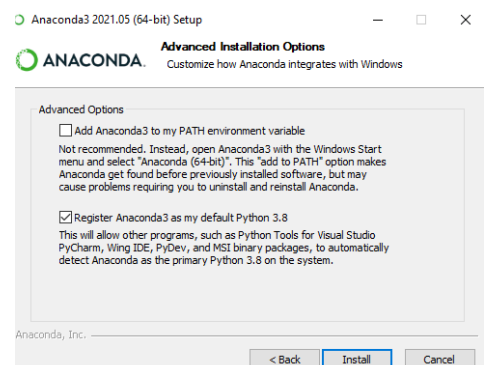 Anaconda3 2021.05 (64-bit) Setup
ANACONDA.
Advanced Installation Options
Customize how Anaconda integrates with Windows
Advanced Options
Add Anaconda3 to my PATH environment variable
Not recommended. Instead, open Anaconda3 with the Windows Start
menu and select "Anaconda (64-bit)". This "add to PATH" option makes
Anaconda get found before previously installed software, but may
cause problems requiring you to uninstall and reinstall Anaconda.
Register Anaconda3 as my default Python 3.8
This will allow other programs, such as Python Tools for Visual Studio
PyCharm, Wing IDE, PyDev, and MSI binary packages, to automatically
detect Anaconda as the primary Python 3.8 on the system.
Anaconda, Inc.
< Back
Install
Cancel